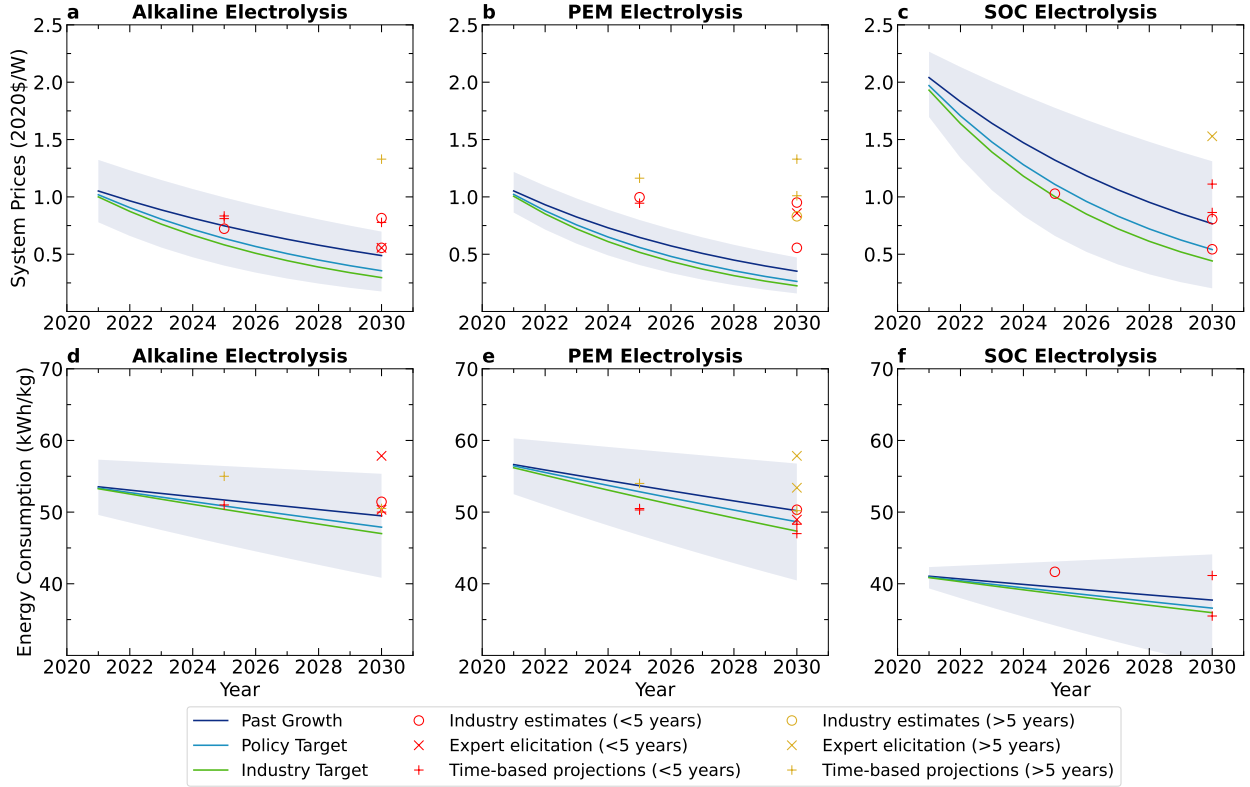 a Alkaline Electrolysis
b PEM Electrolysis
c SOC Electrolysis
System Prices (2020$/W)
2.5
2.0
1.5
1.0
0.5
2020 2022 2024 2026 2028 2030
2.5
2.0
1.5
1.0
0.5
2020 2022 2024 2026 2028 2030
2.5
2.0
1.5
1.0
0.5
2020 2022 2024 2026 2028 2030
d Alkaline Electrolysis
e PEM Electrolysis
f SOC Electrolysis
Energy Consumption (kWh/kg)
70
60
50
40
2020 2022 2024 2026 2028 2030
Year
70
60
50
40
2020 2022 2024 2026 2028 2030
Year
70
60
50
40
2020 2022 2024 2026 2028 2030
Year
Past Growth
Policy Target
Industry Target
Industry estimates (<5 years)
Expert elicitation (<5 years)
Time-based projections (<5 years)
Industry estimates (>5 years)
Expert elicitation (>5 years)
Time-based projections (>5 years)